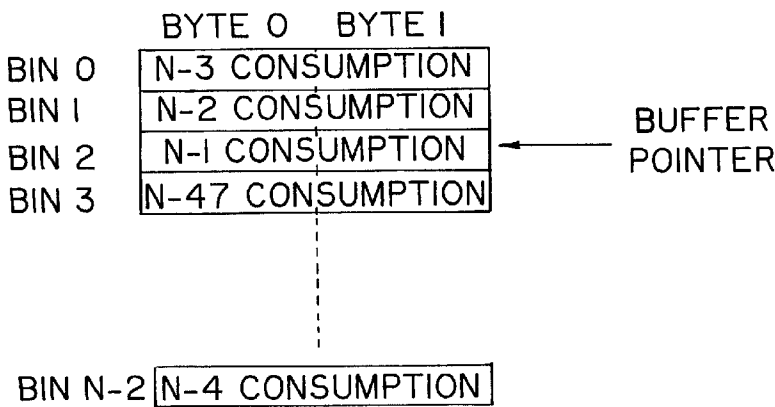 BYTE 0 BYTE 1
BIN 0 N-3 CONSUMPTION
BIN 1 N-2 CONSUMPTION
BIN 2 N-1 CONSUMPTION
BUFFER POINTER
BIN 3 N-47 CONSUMPTION
BIN N-2 N-4 CONSUMPTION